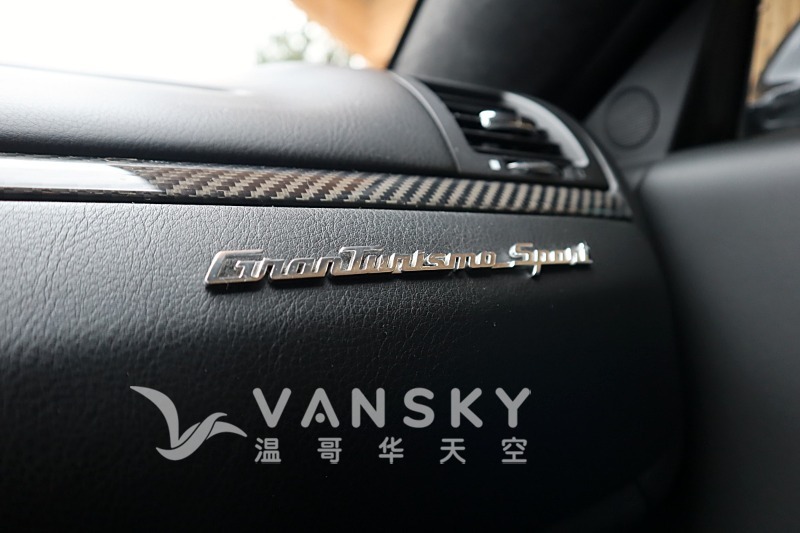 GranTurismo Sport
VANSKY
温哥华天空